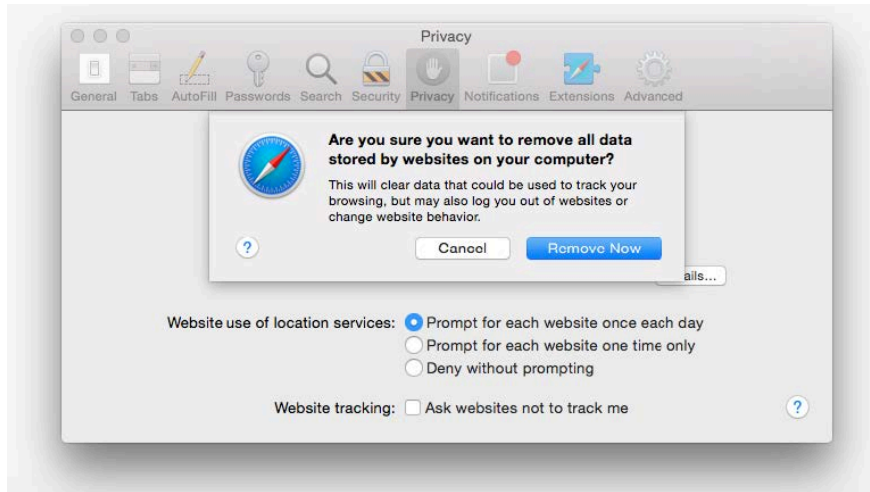 Privacy
General Tabs AutoFill Passwords Search Security Privacy Notifications Extensions Advanced
Are you sure you want to remove all data
stored by websites on your computer?
This will clear data that could be used to track your
browsing, but may also log you out of websites or
change website behavior.
? Cancel Remove Now
ails...
Website use of location services: Prompt for each website once each day
Prompt for each website one time only
Deny without prompting
Website tracking: Ask websites not to track me ?